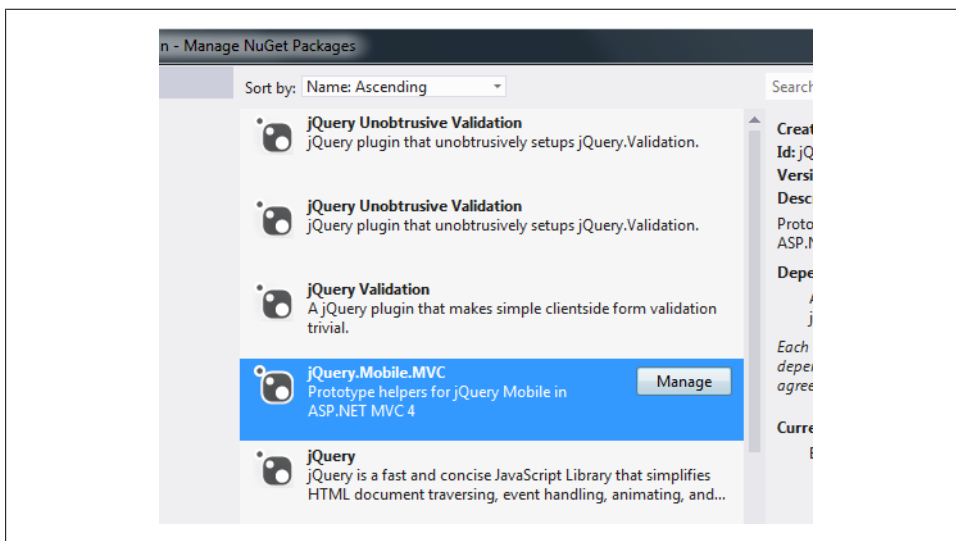 n - Manage NuGet Packages
Sort by: Name: Ascending
Search
jQuery Unobtrusive Validation
jQuery plugin that unobtrusively setups jQuery.Validation.
jQuery Unobtrusive Validation
jQuery plugin that unobtrusively setups jQuery.Validation.
jQuery Validation
A jQuery plugin that makes simple clientside form validation
trivial.
jQuery.Mobile.MVC
Prototype helpers for jQuery Mobile in
ASP.NET MVC 4
Manage
jQuery
jQuery is a fast and concise JavaScript Library that simplifies
HTML document traversing, event handling, animating, and...
Creat
Id: jQ
Versi
Desc
Proto
ASP.N
Depe
j
Each
depe
agree
Curre